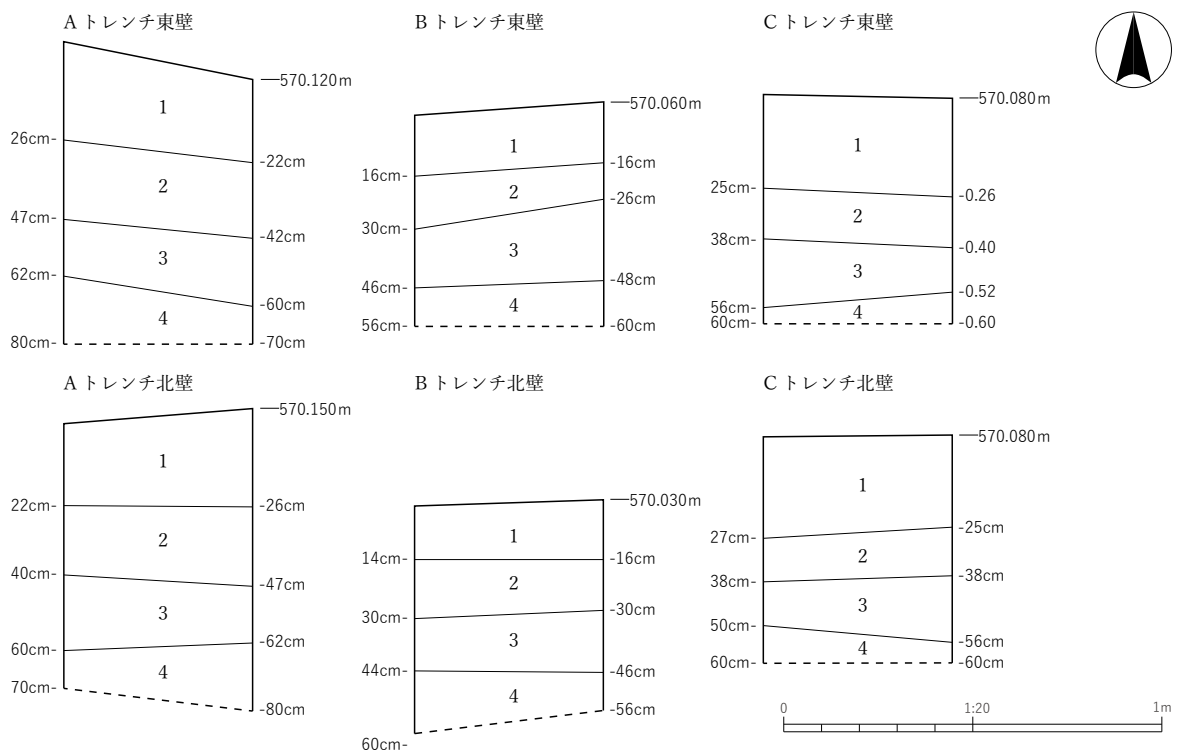 A トレンチ東壁
570.120m
1
26cm-
-22cm
2
47cm-
-42cm
3
62cm-
-60cm
4
80cm-
-70cm
B トレンチ東壁
570.060m
1
16cm-
-16cm
2
-26cm
30cm-
3
46cm-
-48cm
4
56cm-
-60cm
C トレンチ東壁
570.080m
1
25cm-
-0.26
2
38cm-
-0.40
3
-0.52
56cm-
4
60cm-
-0.60
A トレンチ北壁
570.150m
1
22cm-
-26cm
2
40cm-
-47cm
3
60cm-
-62cm
4
70cm-
-80cm
B トレンチ北壁
570.030m
1
14cm-
-16cm
2
30cm-
-30cm
3
44cm-
-46cm
4
-56cm
60cm-
C トレンチ北壁
570.080m
1
27cm-
-25cm
2
38cm-
-38cm
3
50cm-
-56cm
4
60cm-
-60cm
0 1:20 1m